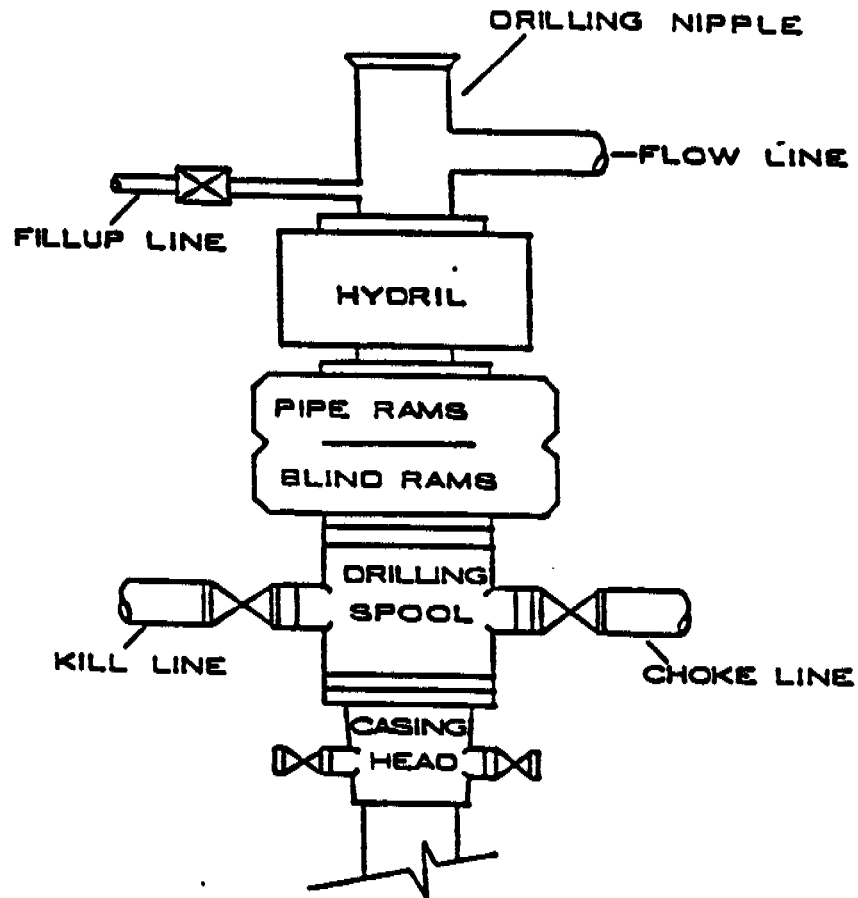 DRILLING NIPPLE
FLOW LINE
FILLUP LINE
HYDRIL
PIPE RAMS
BLIND RAMS
DRILLING
SPOOL
KILL LINE
CHOKE LINE
CASING
HEAD